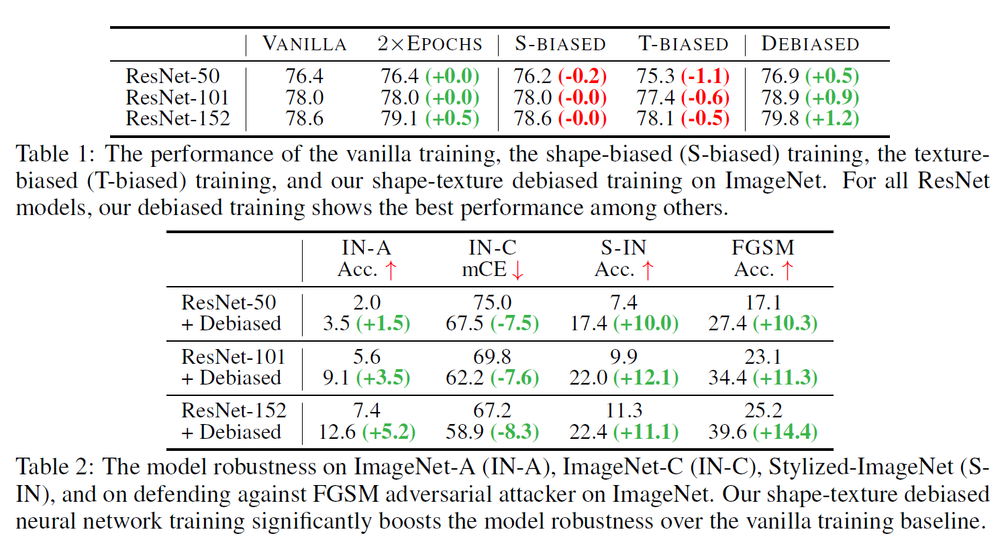 VANILLA 2×EPOCHS S-BIASED T-BIASED DEBIASED
ResNet-50 76.4 76.4 (+0.0) 76.2 (-0.2) 75.3 (-1.1) 76.9 (+0.5)
ResNet-101 78.0 78.0 (+0.0) 78.0 (-0.0) 77.4 (-0.6) 78.9 (+0.9)
ResNet-152 78.6 79.1 (+0.5) 78.6 (-0.0) 78.1 (-0.5) 79.8 (+1.2)
Table 1: The performance of the vanilla training, the shape-biased (S-biased) training, the texture-
biased (T-biased) training, and our shape-texture debiased training on ImageNet. For all ResNet
models, our debiased training shows the best performance among others.
IN-A IN-C S-IN FGSM
Acc. ↑ mCE ↓ Acc. ↑ Acc. ↑
ResNet-50 2.0 75.0 7.4 17.1
+ Debiased 3.5 (+1.5) 67.5 (-7.5) 17.4 (+10.0) 27.4 (+10.3)
ResNet-101 5.6 69.8 9.9 23.1
+ Debiased 9.1 (+3.5) 62.2 (-7.6) 22.0 (+12.1) 34.4 (+11.3)
ResNet-152 7.4 67.2 11.3 25.2
+ Debiased 12.6 (+5.2) 58.9 (-8.3) 22.4 (+11.1) 39.6 (+14.4)
Table 2: The model robustness on ImageNet-A (IN-A), ImageNet-C (IN-C), Stylized-ImageNet (S-
IN), and on defending against FGSM adversarial attacker on ImageNet. Our shape-texture debiased
neural network training significantly boosts the model robustness over the vanilla training baseline.